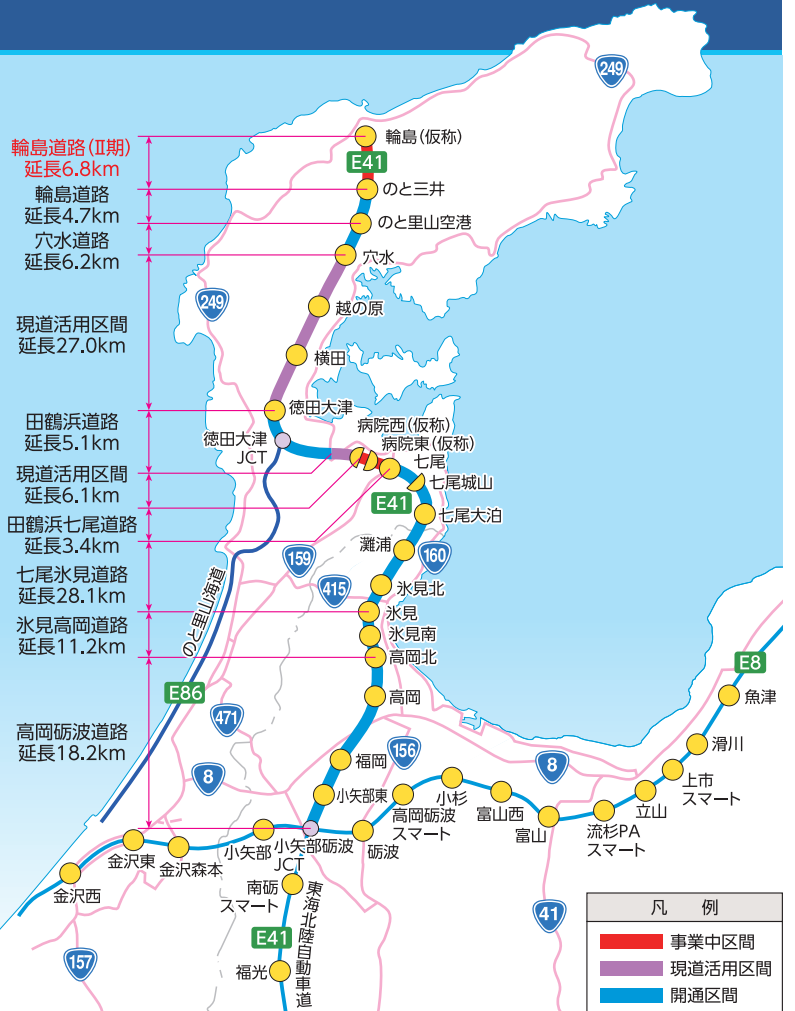 249
輪島(仮称)
輪島道路(Ⅱ期)
延長6.8km
E41
のと三井
輪島道路
延長4.7km
のと里山空港
穴水道路
延長6.2km
穴水
249
越の原
現道活用区間
延長27.0km
横田
徳田大津
田鶴浜道路
延長5.1km
徳田大津
JCT
病院西(仮称)
病院東(仮称)
七尾
七尾城山
現道活用区間
延長6.1km
E41
七尾大泊
田鶴浜七尾道路
延長3.4km
灘浦
159
160
415
七尾氷見道路
延長28.1km
氷見北
のと里山海道
氷見
氷見南
氷見高岡道路
延長11.2km
高岡北
E8
E86
高岡
魚津
471
高岡砺波道路
延長18.2km
滑川
156
8
8
福岡
上市
スマート
小矢部東
小杉
立山
高岡砺波
スマート
富山西
富山
流杉PA
スマート
小矢部
小矢部砺波
JCT
砺波
金沢東
金沢森本
金沢西
南砺
スマート
東海北陸自動車道
E41
福光
41
157
凡 例
事業中区間
現道活用区間
開通区間